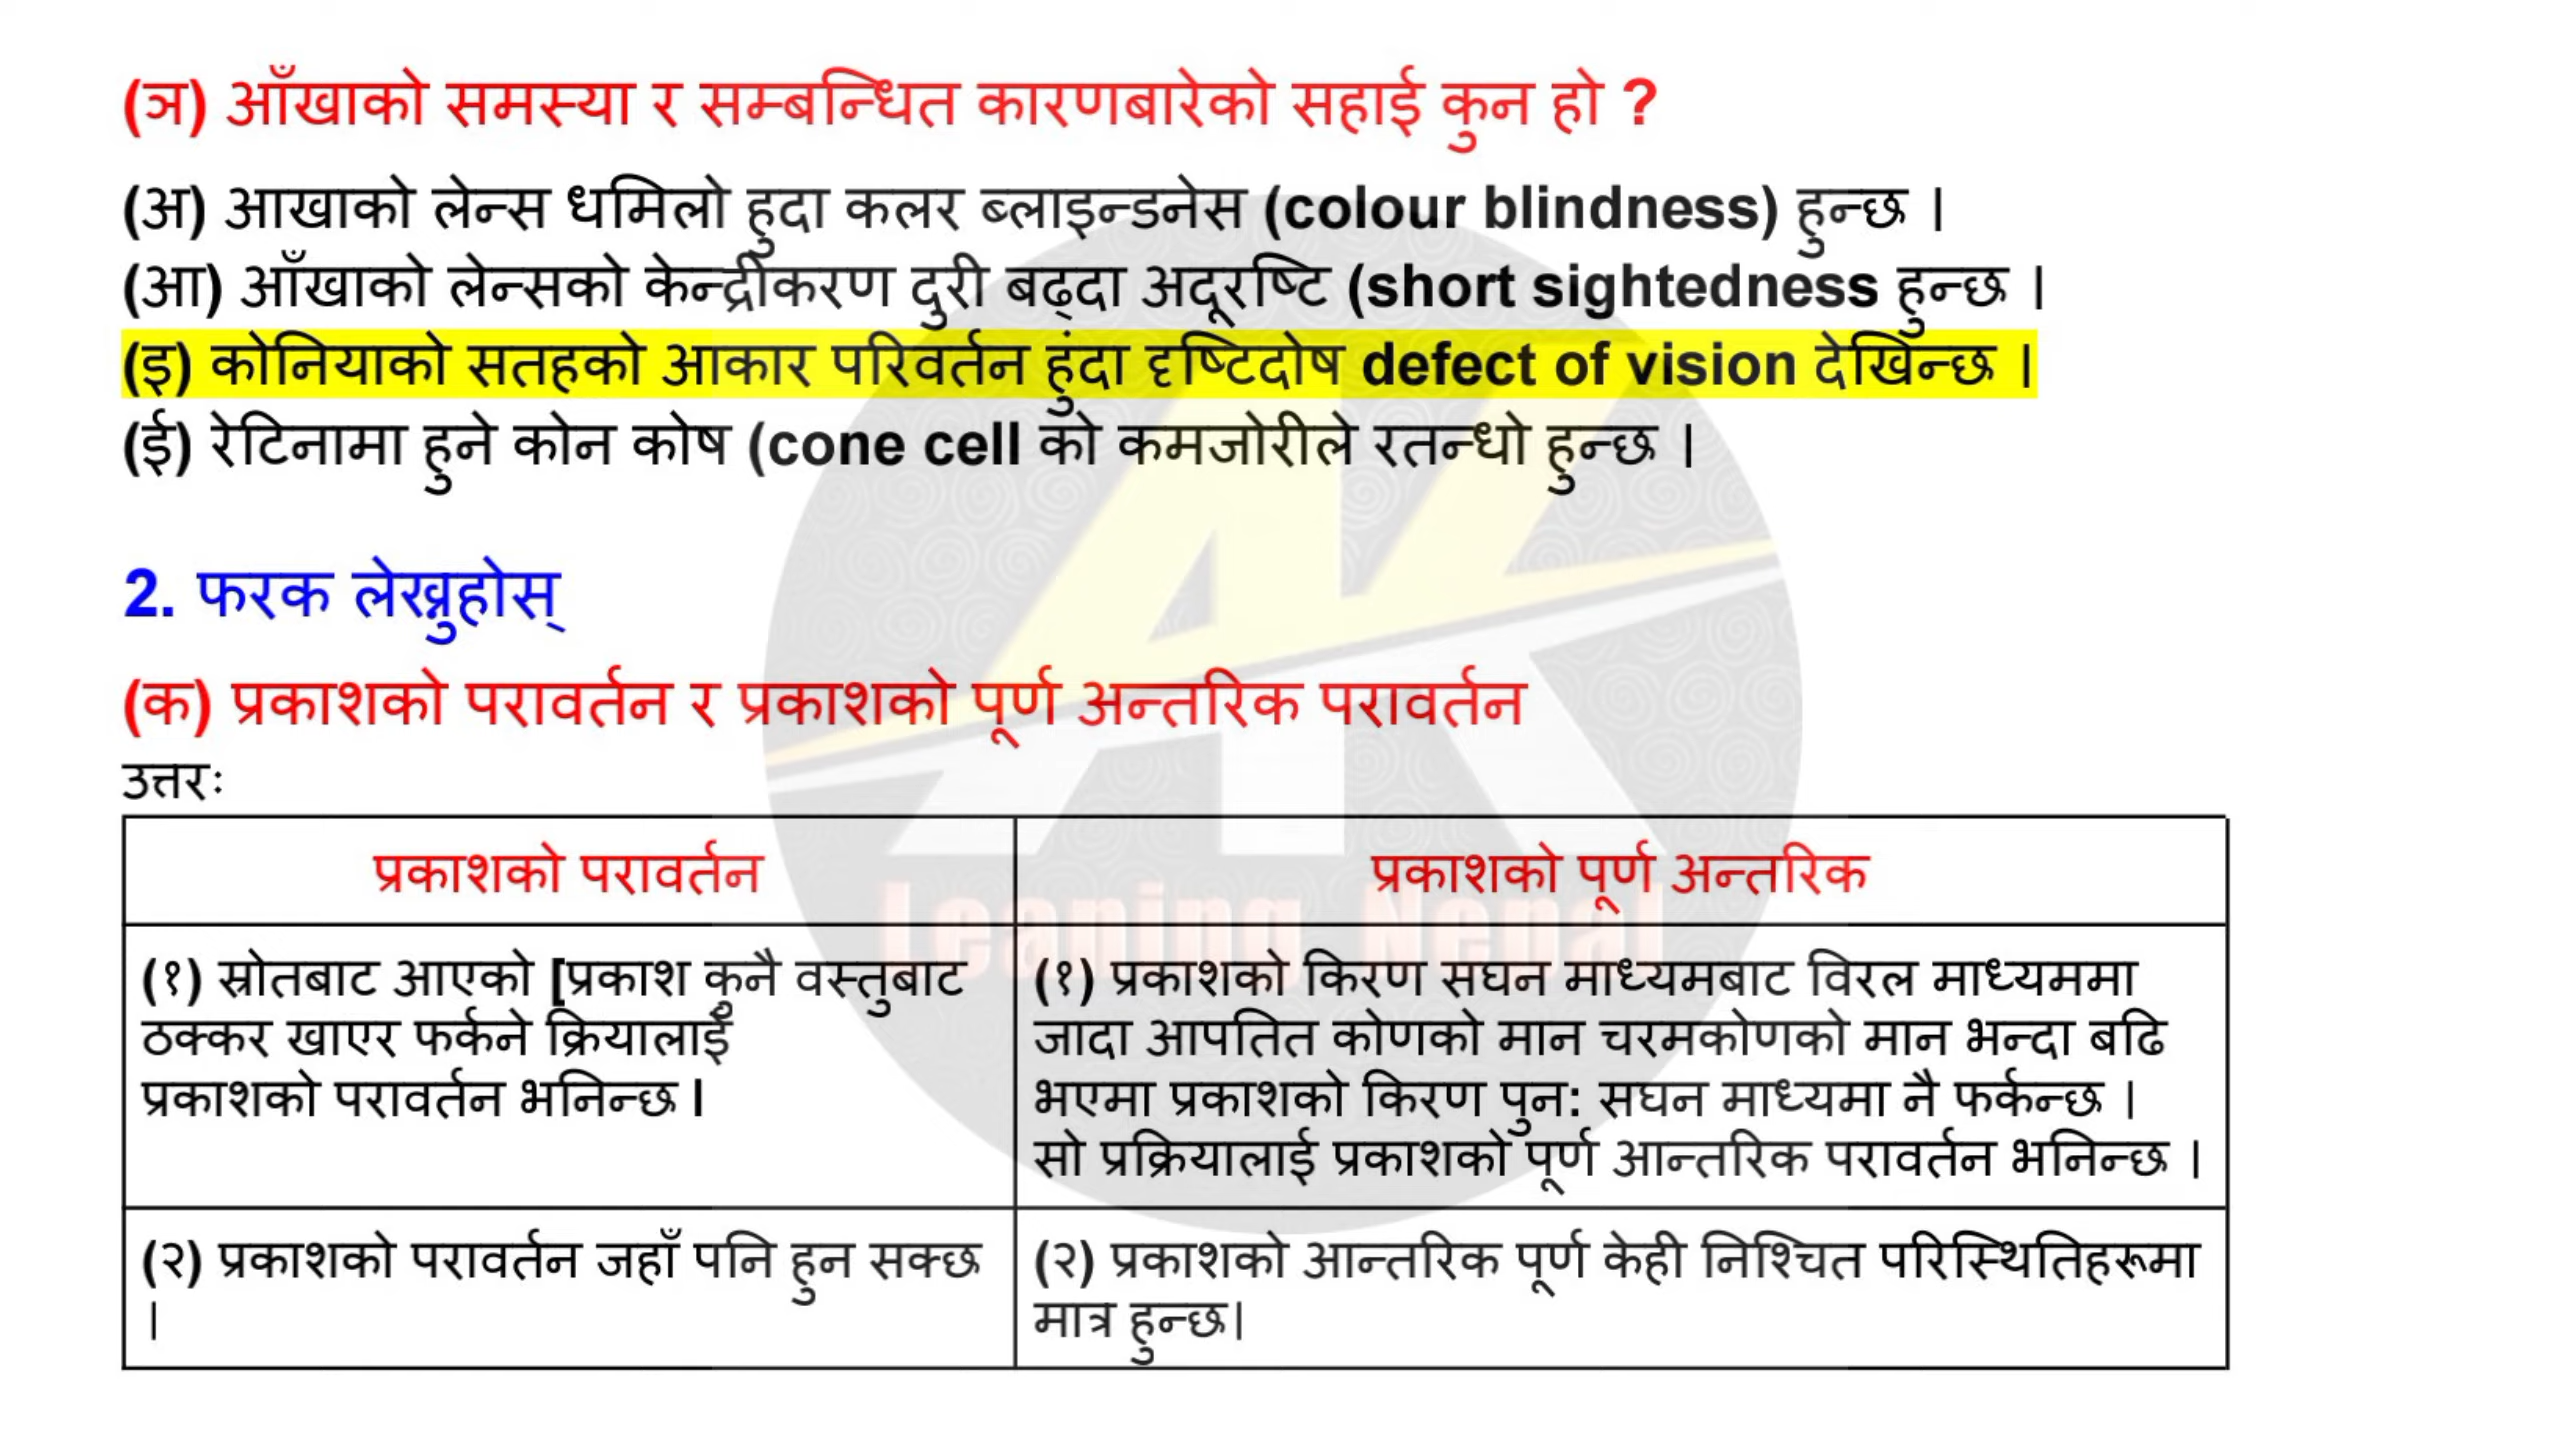 (ञ) आँखाको समस्या र सम्बन्धित कारणबारेको सहाई कुन हो ?
(अ) आखाको लेन्स धमिलो हुदा कलर ब्लाइन्डनेस (colour blindness) हुन्छ ।
(आ) आँखाको लेन्सको केन्द्रीकरण दुरी बढ्दा अदूरष्टि (short sightedness हुन्छ ।
(इ) कोनियाको सतहको आकार परिवर्तन हुंदा दृष्टिदोष defect of vision देखिन्छ ।
(ई) रेटिनामा हुने कोन कोष (cone cell को कमजोरीले रतन्धो हुन्छ ।
2. फरक लेख्नुहोस्
(क) प्रकाशको परावर्तन र प्रकाशको पूर्ण अन्तरिक परावर्तन
उत्तरः
प्रकाशको परावर्तन
प्रकाशको पूर्ण अन्तरिक
(१) स्रोतबाट आएको [प्रकाश कुनै वस्तुबाट
ठक्कर खाएर फर्कने क्रियालाई
प्रकाशको परावर्तन भनिन्छ ।
(१) प्रकाशको किरण सघन माध्यमबाट विरल माध्यममा
जादा आपतित कोणको मान चरमकोणको मान भन्दा बढि
भएमा प्रकाशको किरण पुन: सघन माध्यमा नै फर्कन्छ ।
सो प्रक्रियालाई प्रकाशको पूर्ण आन्तरिक परावर्तन भनिन्छ ।
(२) प्रकाशको परावर्तन जहाँ पनि हुन सक्छ
।
(२) प्रकाशको आन्तरिक पूर्ण केही निश्चित परिस्थितिहरूमा
मात्र हुन्छ।
AK
Leaning Nepal